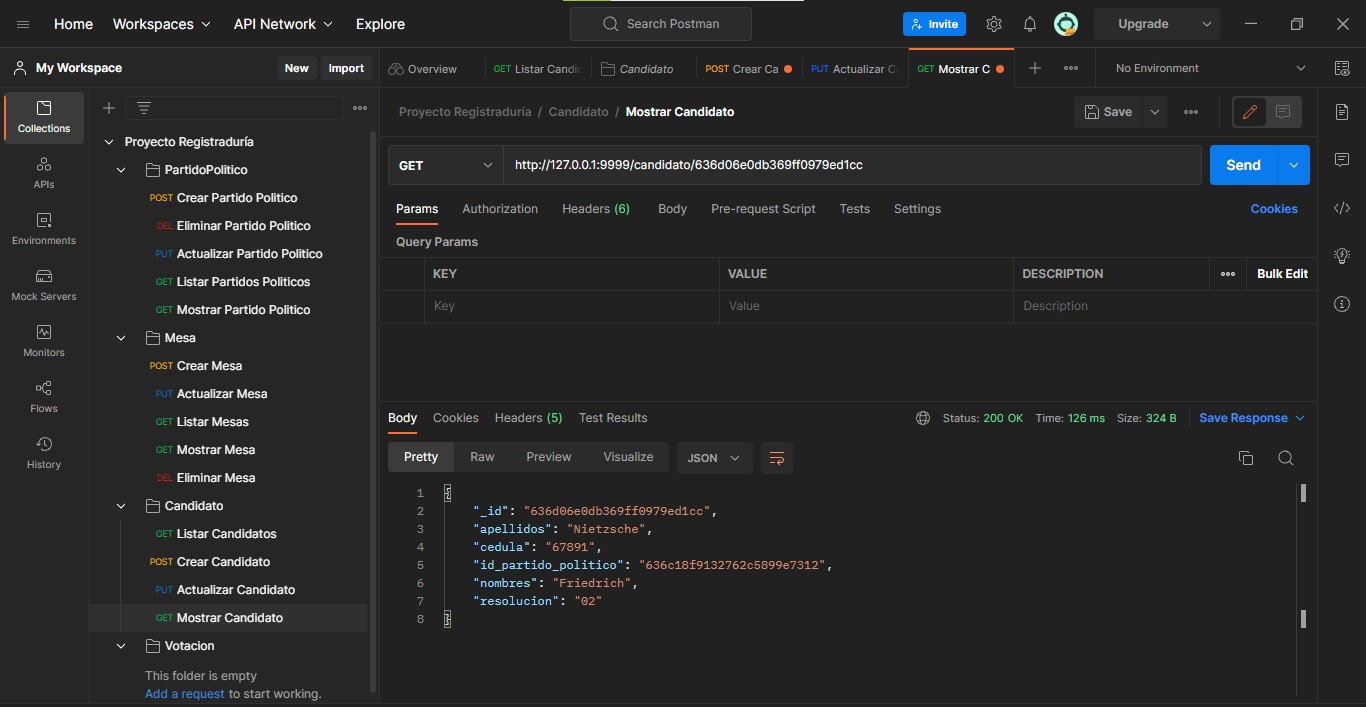 Home Workspaces API Network Explore Search Postman Invite Upgrade
My Workspace New Import Overview GET Listar Candic Candidato POST Crear Ca PUT Actualizar C GET Mostrar C No Environment
Collections
APIs
Environments
Mock Servers
Monitors
Flows
History
Proyecto Registraduría
PartidoPolitico
POST Crear Partido Politico
DEL Eliminar Partido Politico
PUT Actualizar Partido Politico
GET Listar Partidos Politicos
GET Mostrar Partido Politico
Mesa
POST Crear Mesa
PUT Actualizar Mesa
GET Listar Mesas
GET Mostrar Mesa
DEL Eliminar Mesa
Candidato
GET Listar Candidatos
POST Crear Candidato
PUT Actualizar Candidato
GET Mostrar Candidato
Votacion
This folder is empty
Add a request to start working.
Proyecto Registraduría / Candidato / Mostrar Candidato Save
GET http://127.0.0.1:9999/candidato/636d06e0db369ff0979ed1cc Send
Params Authorization Headers (6) Body Pre-request Script Tests Settings Cookies
Query Params
KEY VALUE DESCRIPTION Bulk Edit
Key Value Description
Body Cookies Headers (5) Test Results Status: 200 OK Time: 126 ms Size: 324 B Save Response
Pretty Raw Preview Visualize JSON
1 {
2 "_id": "636d06e0db369ff0979ed1cc",
3 "apellidos": "Nietzsche",
4 "cedula": "67891",
5 "id_partido_politico": "636c18f9132762c5899e7312",
6 "nombres": "Friedrich",
7 "resolucion": "02"
8 }